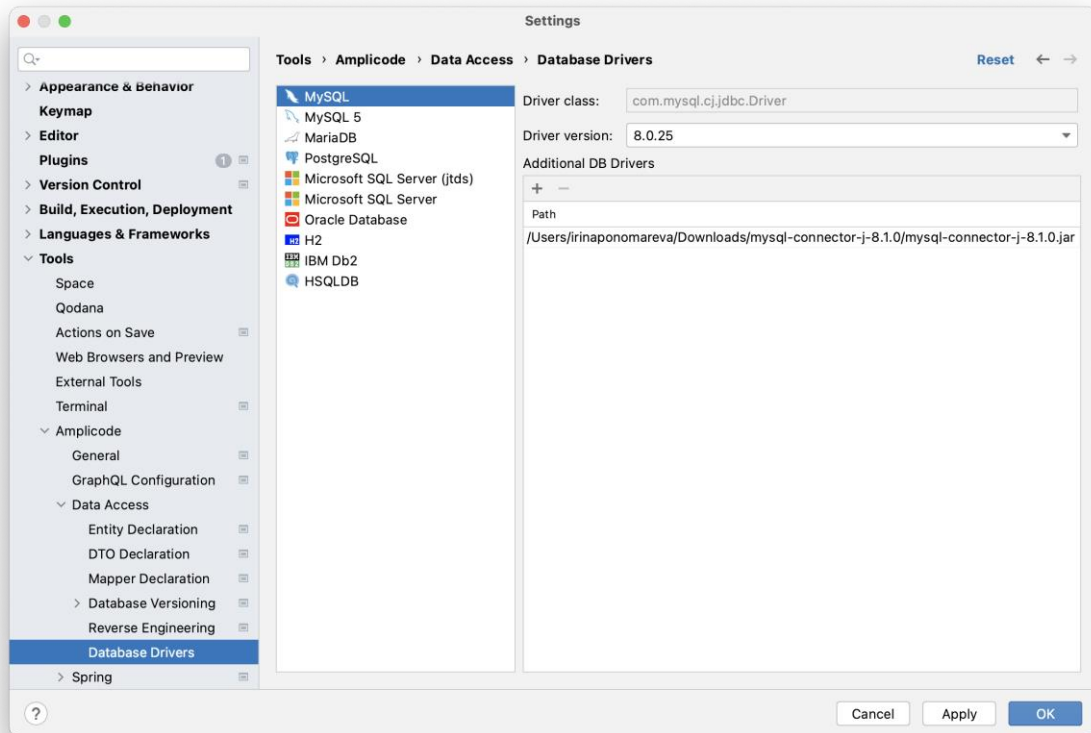 Settings
Tools › Amplicode › Data Access › Database Drivers
Reset
Appearance & Behavior
Keymap
Editor
Plugins
1
Version Control
Build, Execution, Deployment
Languages & Frameworks
Tools
Space
Qodana
Actions on Save
Web Browsers and Preview
External Tools
Terminal
Amplicode
General
GraphQL Configuration
Data Access
Entity Declaration
DTO Declaration
Mapper Declaration
Database Versioning
Reverse Engineering
Database Drivers
Spring
MySQL
MySQL 5
MariaDB
PostgreSQL
Microsoft SQL Server (jtds)
Microsoft SQL Server
Oracle Database
H2
IBM Db2
HSQLDB
Driver class: com.mysql.cj.jdbc.Driver
Driver version: 8.0.25
Additional DB Drivers
+ −
Path
/Users/irinaponomareva/Downloads/mysql-connector-j-8.1.0/mysql-connector-j-8.1.0.jar
?
Cancel
Apply
OK